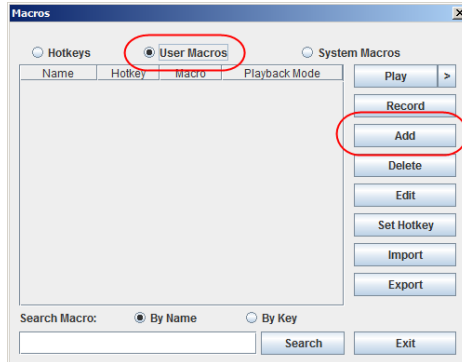 Macros
Hotkeys User Macros System Macros
Name Hotkey Macro Playback Mode
Play >
Record
Add
Delete
Edit
Set Hotkey
Import
Export
Search Macro: By Name By Key
Search Exit